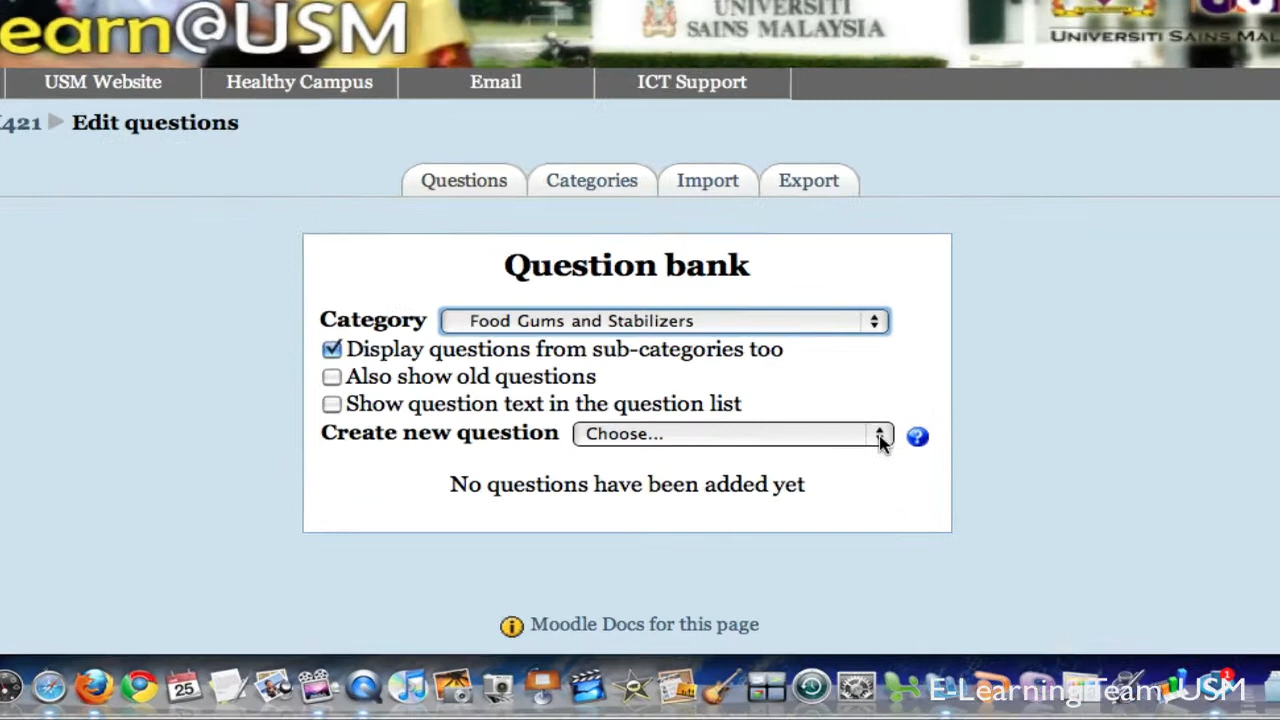 earn@USM
UNIVERSITI
SAINS MALAYSIA
UNIVERSITI SAINS MAL
USM Website
Healthy Campus
Email
ICT Support
421 Edit questions
Questions
Categories
Import
Export
Question bank
Category Food Gums and Stabilizers
Display questions from sub-categories too
Also show old questions
Show question text in the question list
Create new question Choose... ?
No questions have been added yet
i Moodle Docs for this page
25
1
E-Learning Team, USM